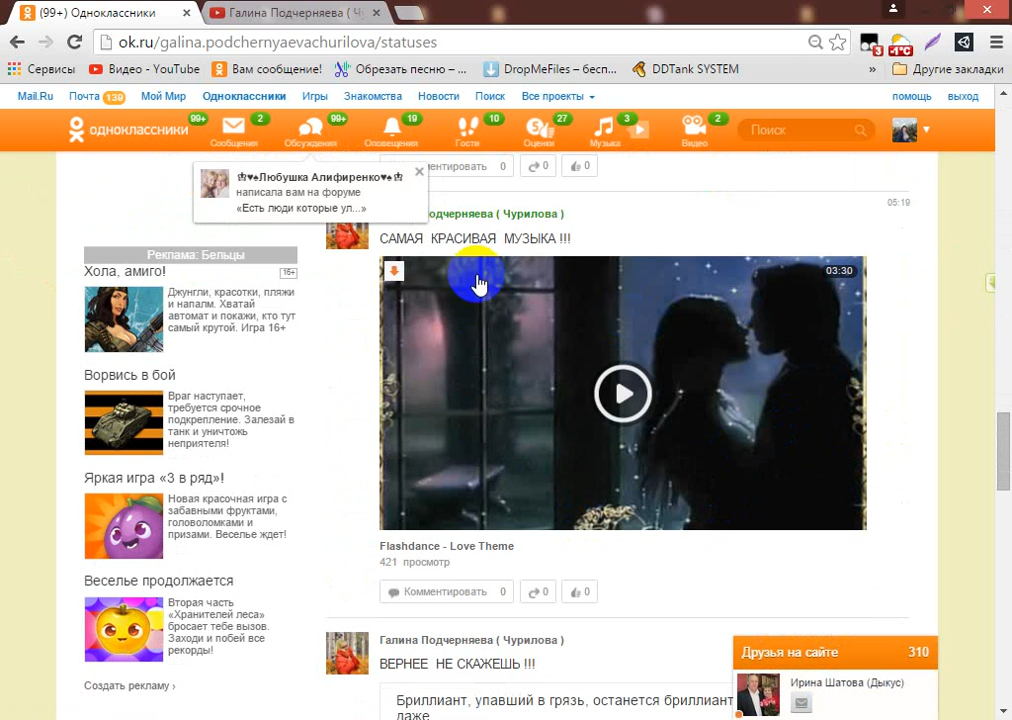 (99+) Одноклассники
Галина Подчерняева ( Чу
ok.ru/galina.podchernyaevachurilova/statuses
3
-1°C
Сервисы
Видео - YouTube
Вам сообщение!
Обрезать песню – ...
DropMeFiles – бесп...
DDTank SYSTEM
»
Другие закладки
Mail.Ru
Почта 139
Мой Мир
Одноклассники
Игры
Знакомства
Новости
Поиск
Все проекты
помощь
выход
одноклассники
99+
2
99+
19
10
27
3
2
Сообщения
Обсуждения
Оповещения
Гости
Оценки
Музыка
Видео
Поиск
♔♥♠Любушка Алифиренко♥♠♔
написала вам на форуме
«Есть люди которые ул...»
ментировать 0
0
0
05:19
одчерняева ( Чурилова )
САМАЯ КРАСИВАЯ МУЗЫКА !!!
03:30
Flashdance - Love Theme
421 просмотр
Комментировать 0
0
0
Галина Подчерняева ( Чурилова )
ВЕРНЕЕ НЕ СКАЖЕШЬ !!!
Бриллиант, упавший в грязь, останется бриллиант
даже
Реклама: Бельцы
Хола, амиго!
16+
Джунгли, красотки, пляжи
и напалм. Хватай
автомат и покажи, кто тут
самый крутой. Игра 16+
Ворвись в бой
Враг наступает,
требуется срочное
подкрепление. Залезай в
танк и уничтожь
неприятеля!
Яркая игра «3 в ряд»!
Новая красочная игра с
забавными фруктами,
головоломками и
призами. Веселье ждет!
Веселье продолжается
Вторая часть
«Хранителей леса»
бросает тебе вызов.
Заходи и побей все
рекорды!
Создать рекламу ›
Друзья на сайте 310
Ирина Шатова (Дыкус)